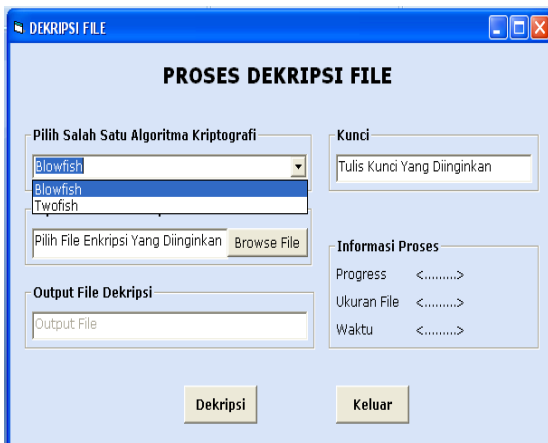 DEKRIPSI FILE
PROSES DEKRIPSI FILE
Pilih Salah Satu Algoritma Kriptografi
Blowfish
Blowfish
Twofish
Kunci
Tulis Kunci Yang Diinginkan
Pilih File Enkripsi Yang Diinginkan
Browse File
Output File Dekripsi
Output File
Informasi Proses
Progress <.........>
Ukuran File <.........>
Waktu <.........>
Dekripsi
Keluar